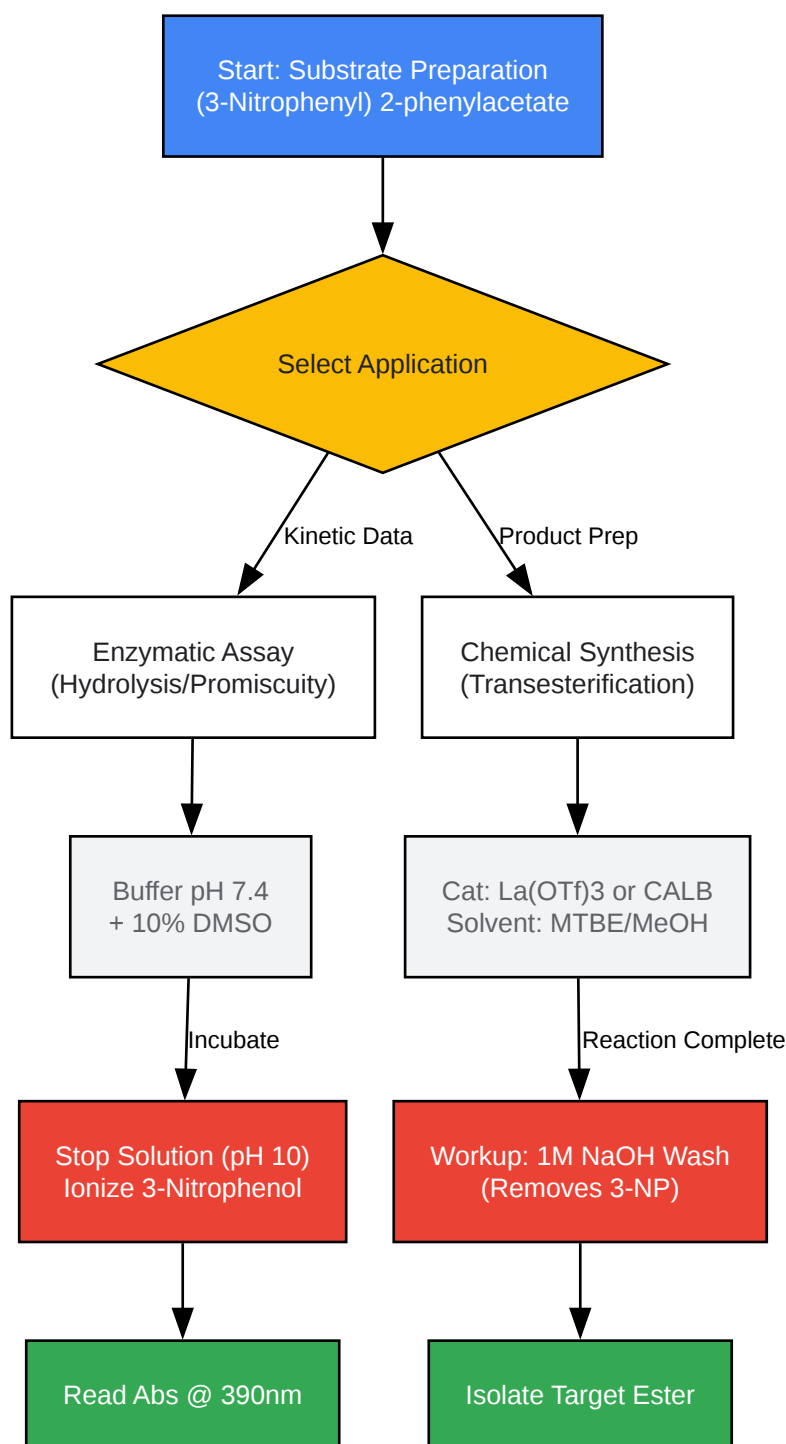 Start: Substrate Preparation
(3-Nitrophenyl) 2-phenylacetate
Select Application
Kinetic Data
Product Prep
Enzymatic Assay
(Hydrolysis/Promiscuity)
Chemical Synthesis
(Transesterification)
Buffer pH 7.4
+ 10% DMSO
Cat: La(OTf)3 or CALB
Solvent: MTBE/MeOH
Incubate
Reaction Complete
Stop Solution (pH 10)
Ionize 3-Nitrophenol
Workup: 1M NaOH Wash
(Removes 3-NP)
Read Abs @ 390nm
Isolate Target Ester